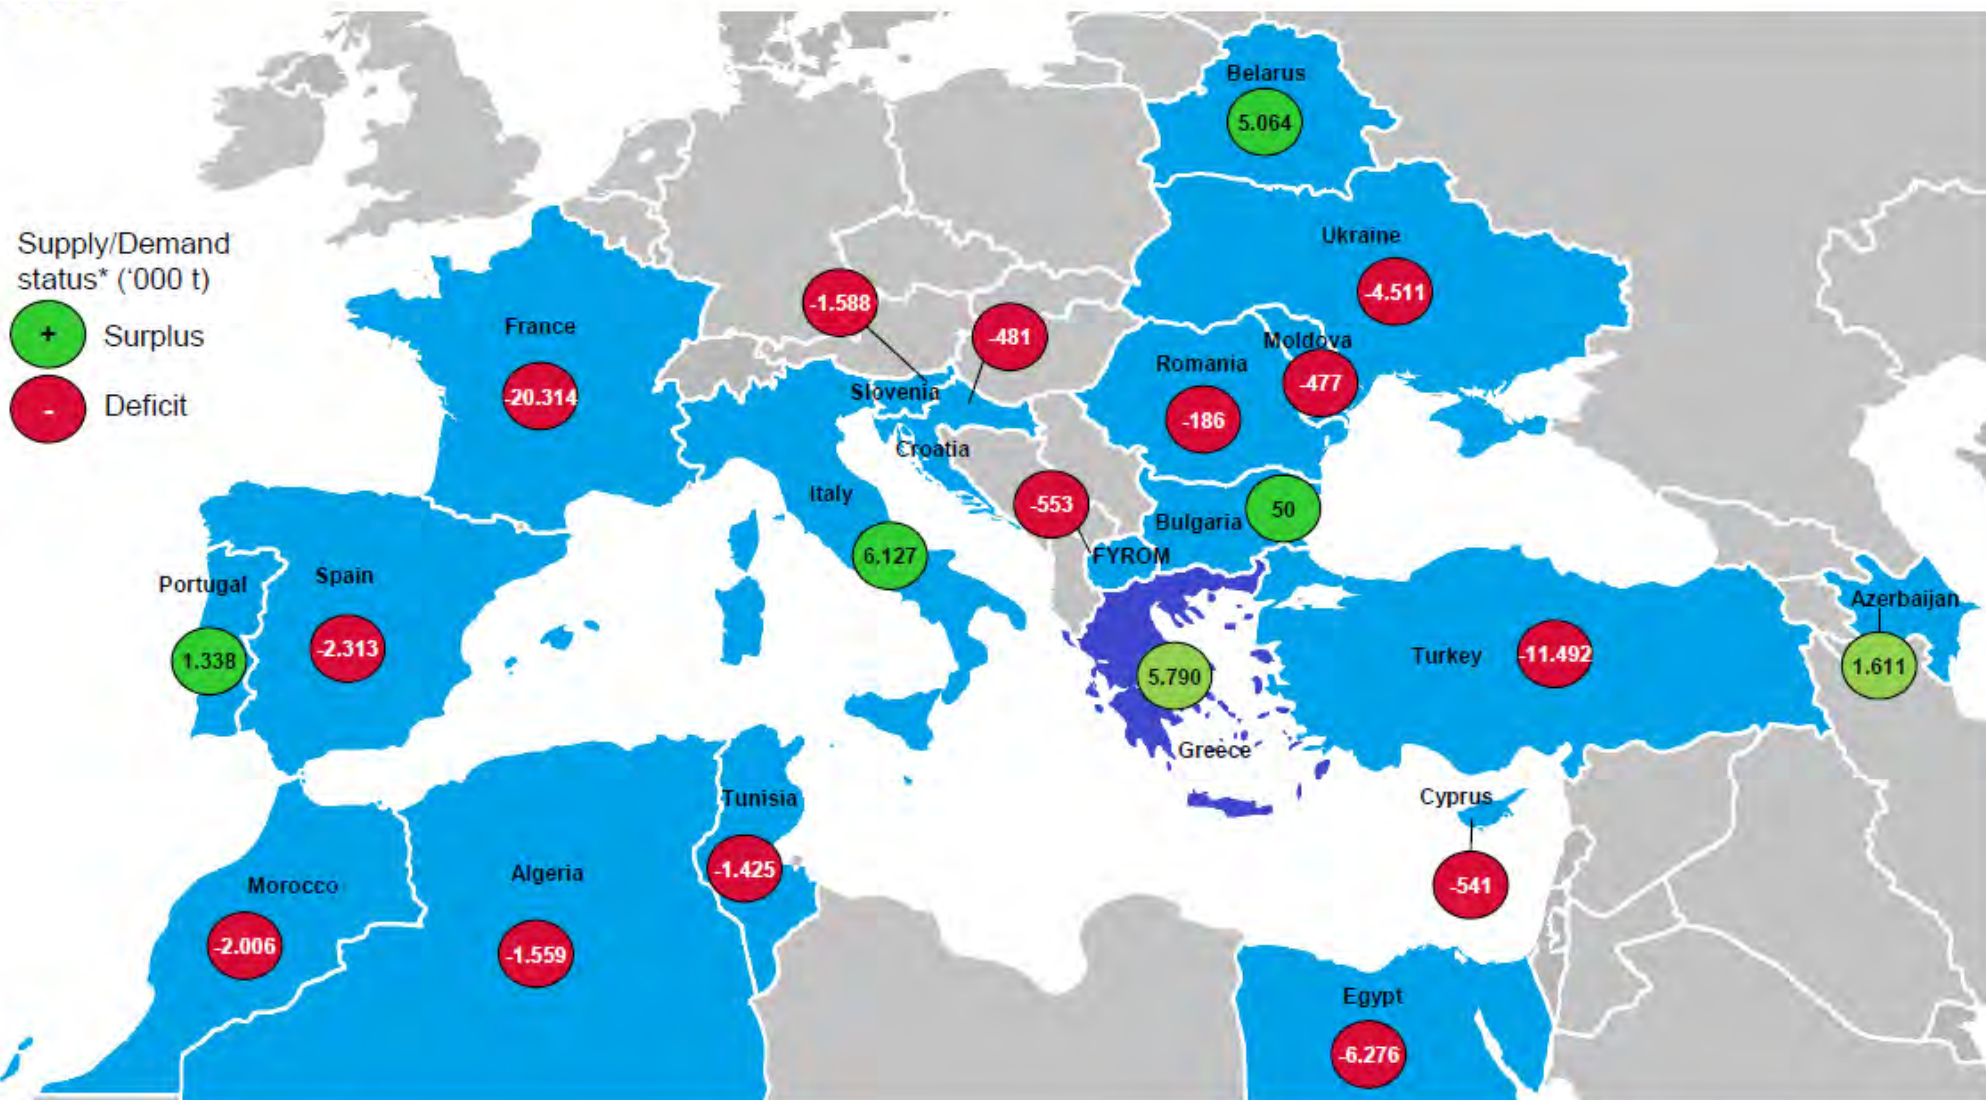 Supply/Demand
status* (‘000 t)
+
Surplus
-
Deficit
Belarus
5.064
Ukraine
-4.511
-1.588
-481
France
-20.314
Moldova
-477
Romania
-186
Slovenia
Croatia
Italy
6.127
-553
Bulgaria
50
FYROM
Portugal
1.338
Spain
-2.313
Azerbaijan
1.611
Turkey
-11.492
5.790
Greece
Cyprus
-541
Tunisia
-1.425
Algeria
-1.559
Morocco
-2.006
Egypt
-6.276